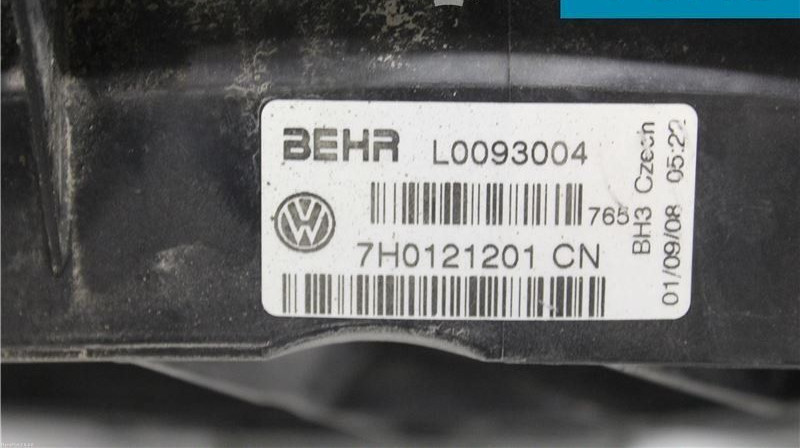 BEHR L0093004
765
7H0121201 CN
BH3 Czech
01/09/08 05:22